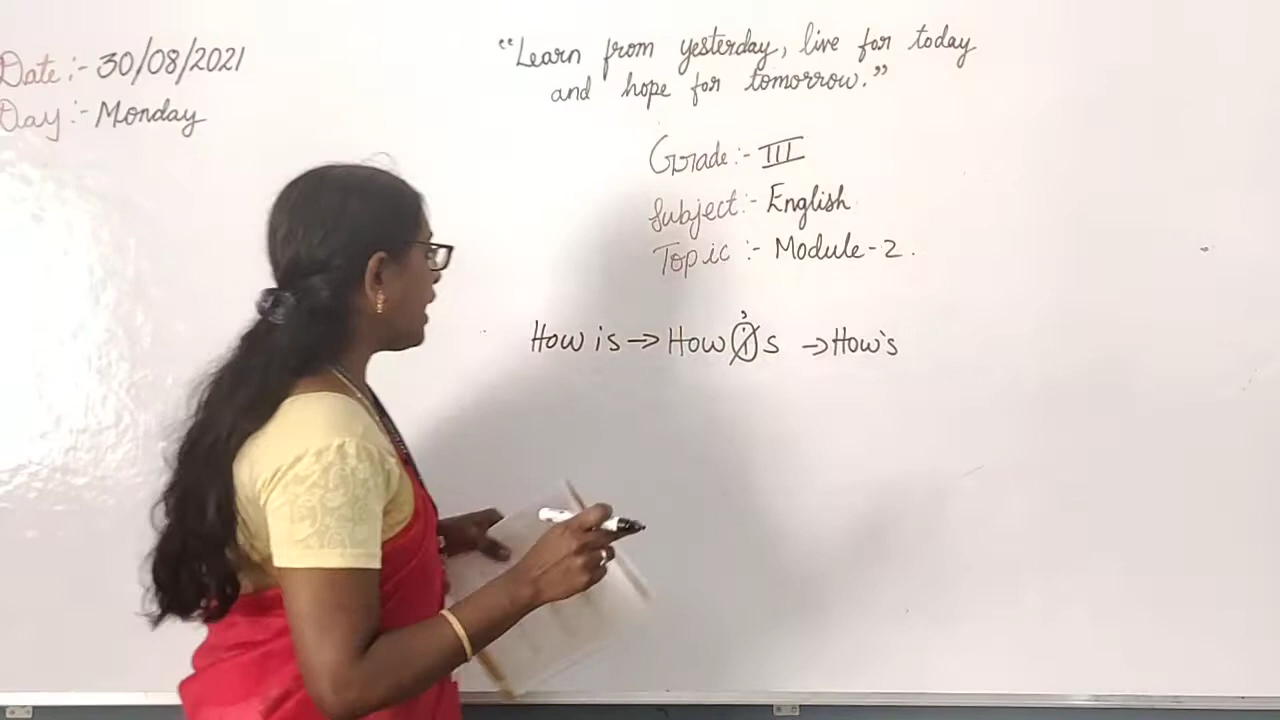 Date :- 30/08/2021
Day :- Monday
“Learn from yesterday, live for today
and hope for tomorrow.”
Grade :- III
Subject :- English
Topic :- Module - 2 .
How is → How i's → How's